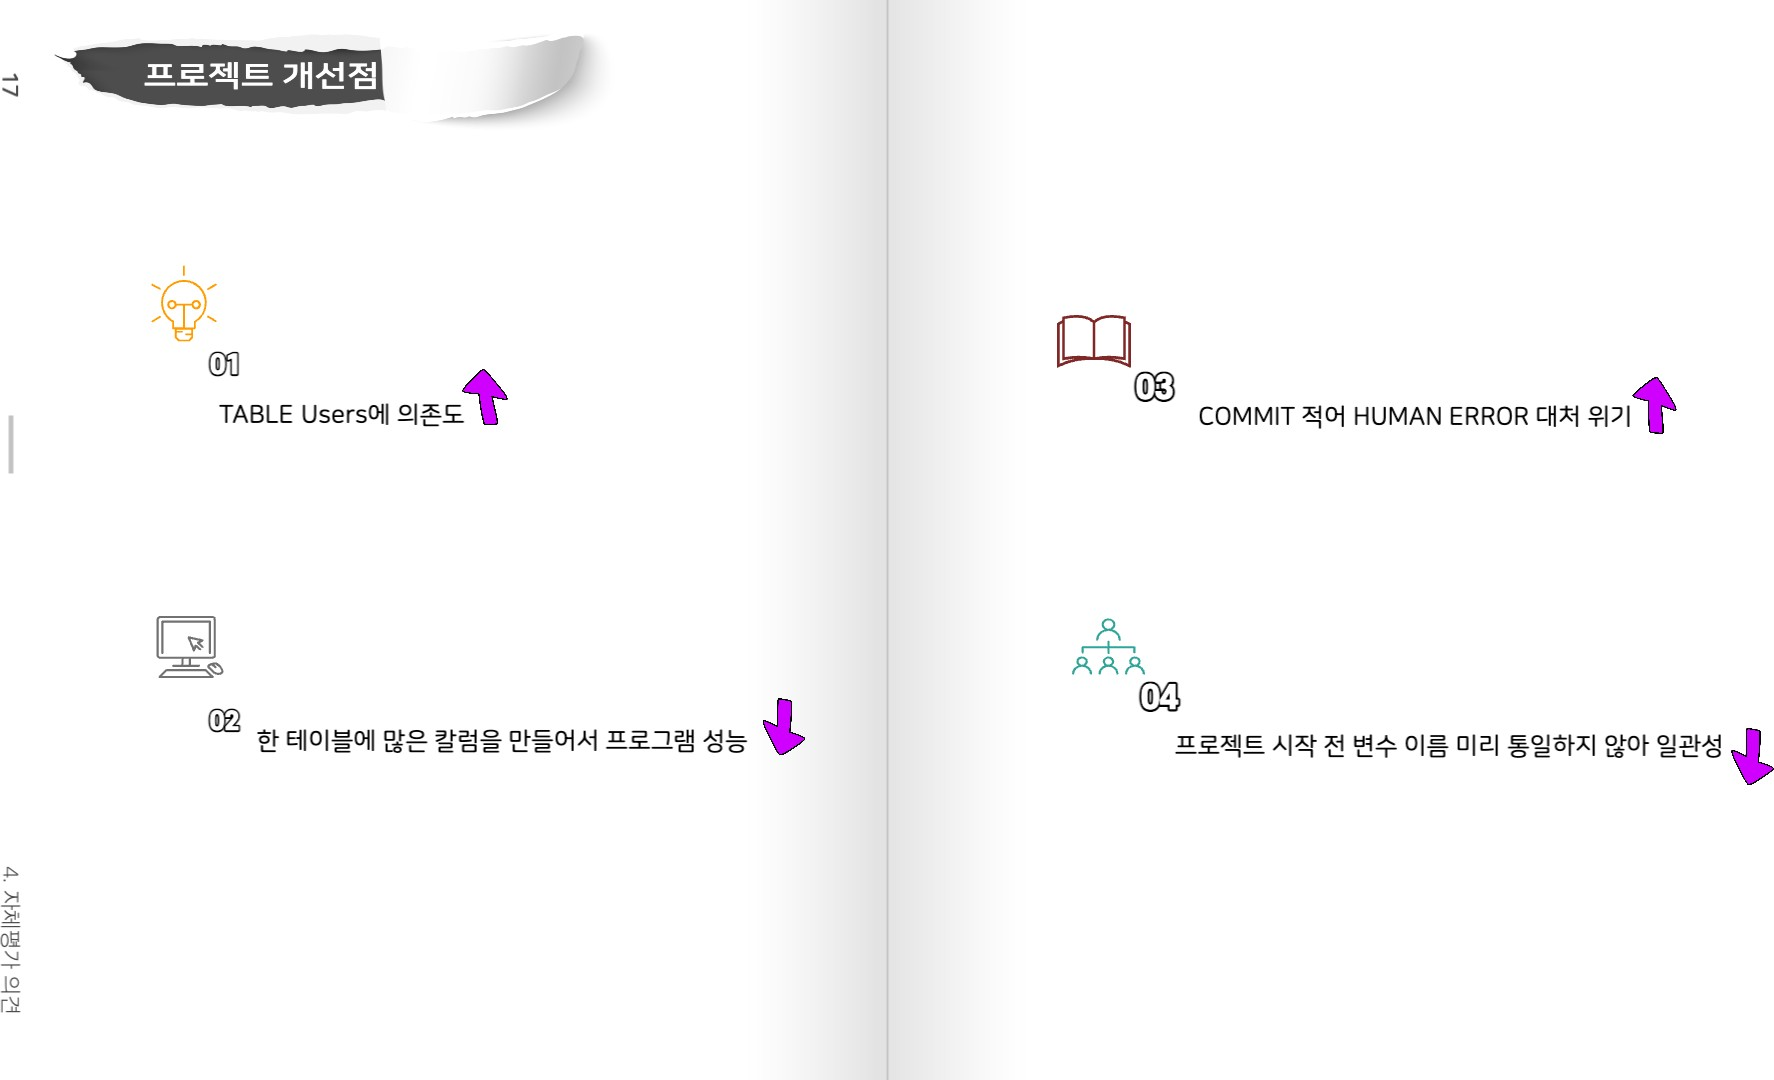 프로젝트 개선점
17
01
TABLE Users에 의존도
02
한 테이블에 많은 칼럼을 만들어서 프로그램 성능
03
COMMIT 적어 HUMAN ERROR 대처 위기
04
프로젝트 시작 전 변수 이름 미리 통일하지 않아 일관성
4. 자체평가 의견